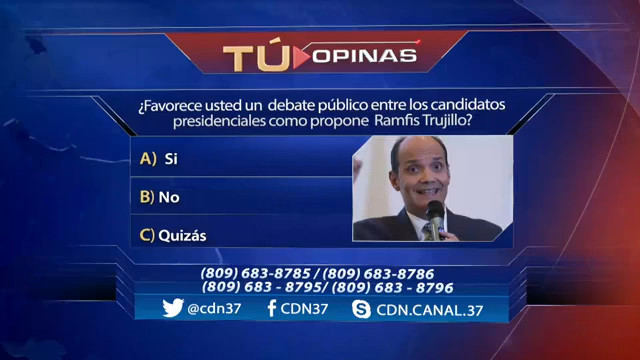 TÚ OPINAS
¿Favorece usted un debate público entre los candidatos
presidenciales como propone Ramfis Trujillo?
A) Si
B) No
C) Quizás
(809) 683-8785 / (809) 683-8786
(809) 683 - 8795/ (809) 683 - 8796
@cdn37 CDN37 CDN.CANAL.37